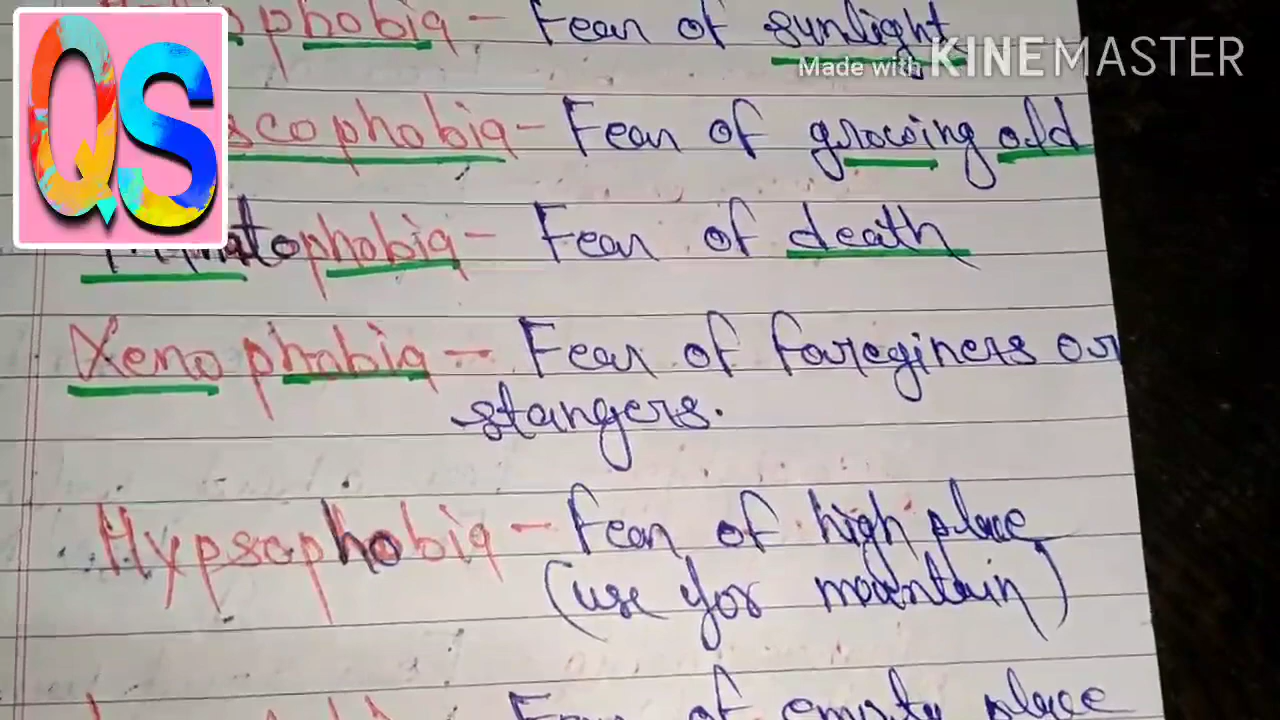 phobia - Fear of sunlight
Made with KINEMASTER
QS
scophobia - Fear of growing old
phobia - Fear of death
Xenophobia - Fear of foreginers or
stangers.
Hypsophobia - Fear of high place
(use for mountain)
Fear of empty place